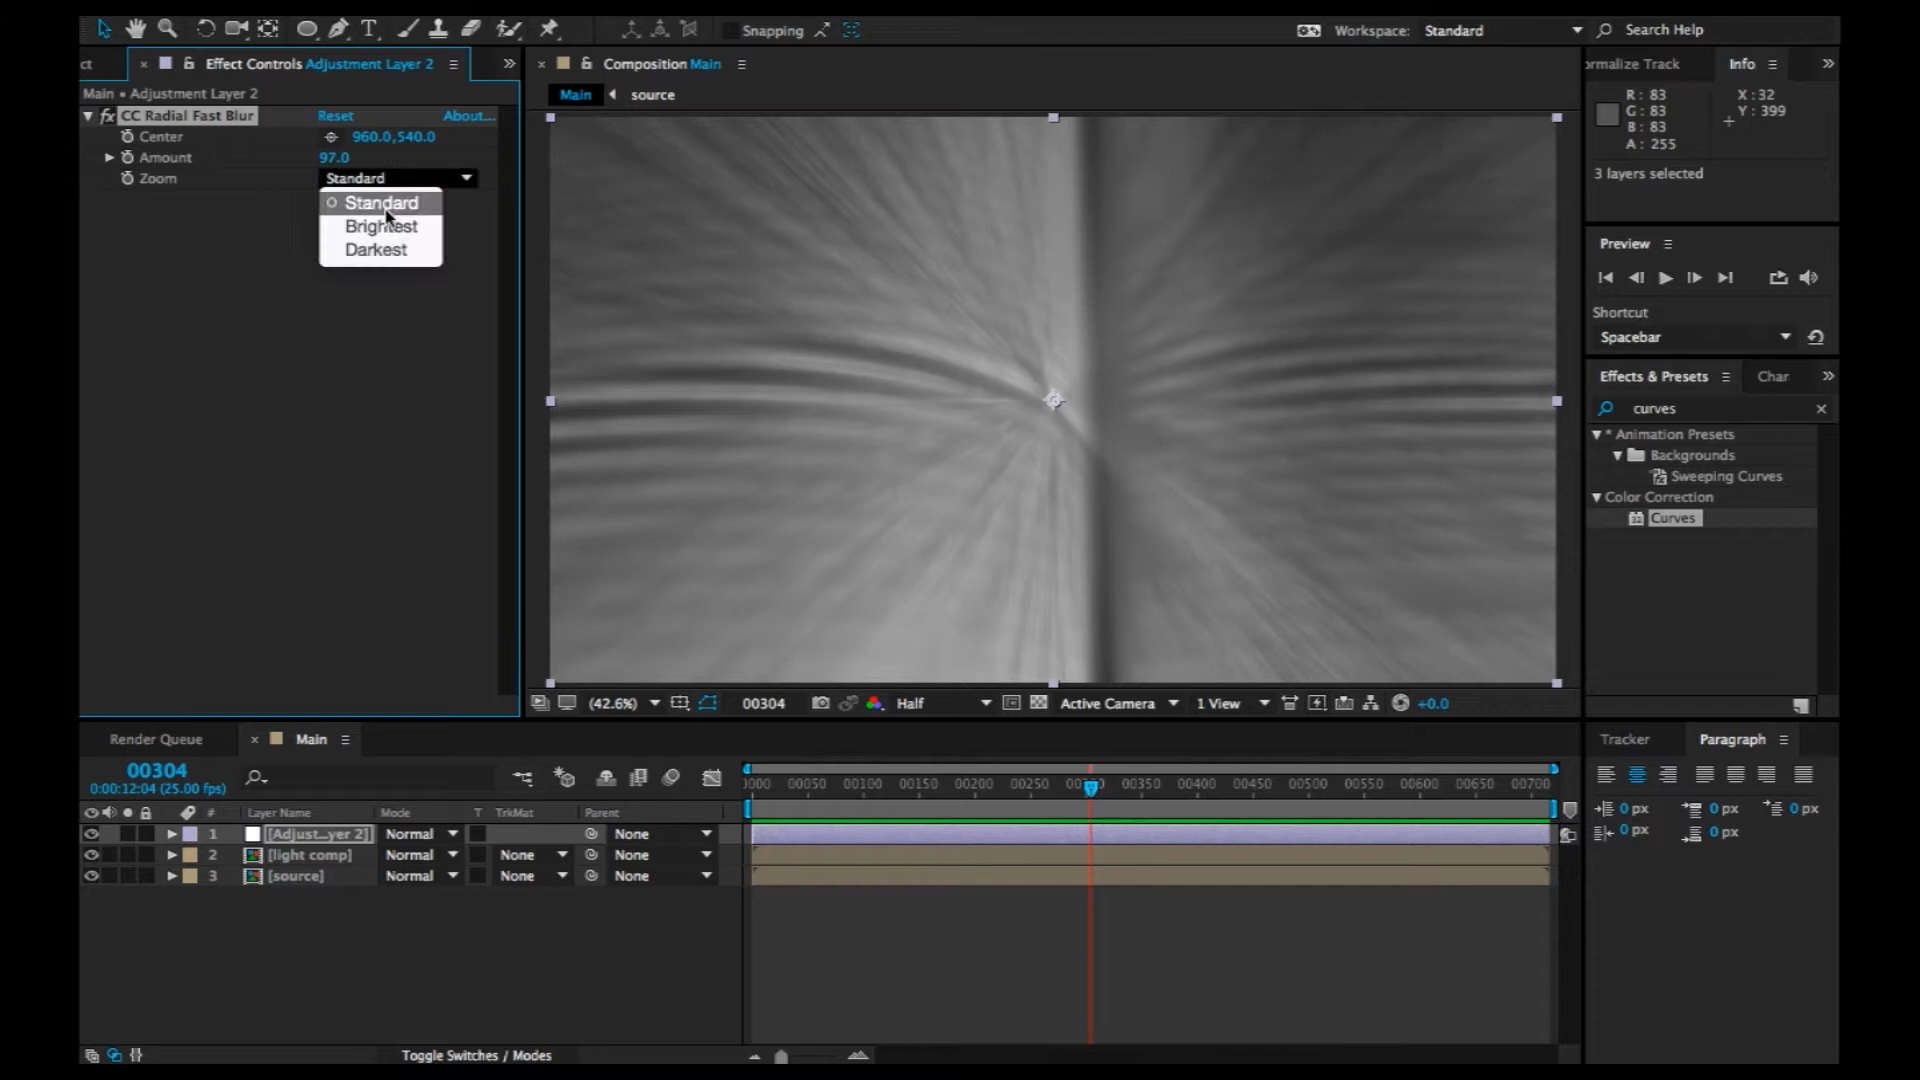 Snapping
Workspace: Standard
Search Help
ct
Effect Controls Adjustment Layer 2
Composition Main
ormalize Track
Info
Main • Adjustment Layer 2
Main
source
fx CC Radial Fast Blur Reset About...
Center 960.0,540.0
Amount 97.0
Zoom Standard
Standard
Brightest
Darkest
R: 83
G: 83
B: 83
A: 255
X: 32
Y: 399
3 layers selected
Preview
Shortcut
Spacebar
Effects & Presets
Char
curves
* Animation Presets
Backgrounds
Sweeping Curves
Color Correction
32 Curves
(42.6%) 00304 Half Active Camera 1 View +0.0
Render Queue
Main
00304
0:00:12:04 (25.00 fps)
# Layer Name Mode T TrkMat Parent
1 [Adjust...yer 2] Normal None
2 [light comp] Normal None None
3 [source] Normal None None
0000 00050 00100 00150 00200 00250 00350 00400 00450 00500 00550 00600 00650 00700
Toggle Switches / Modes
Tracker
Paragraph
0 px 0 px 0 px
0 px 0 px